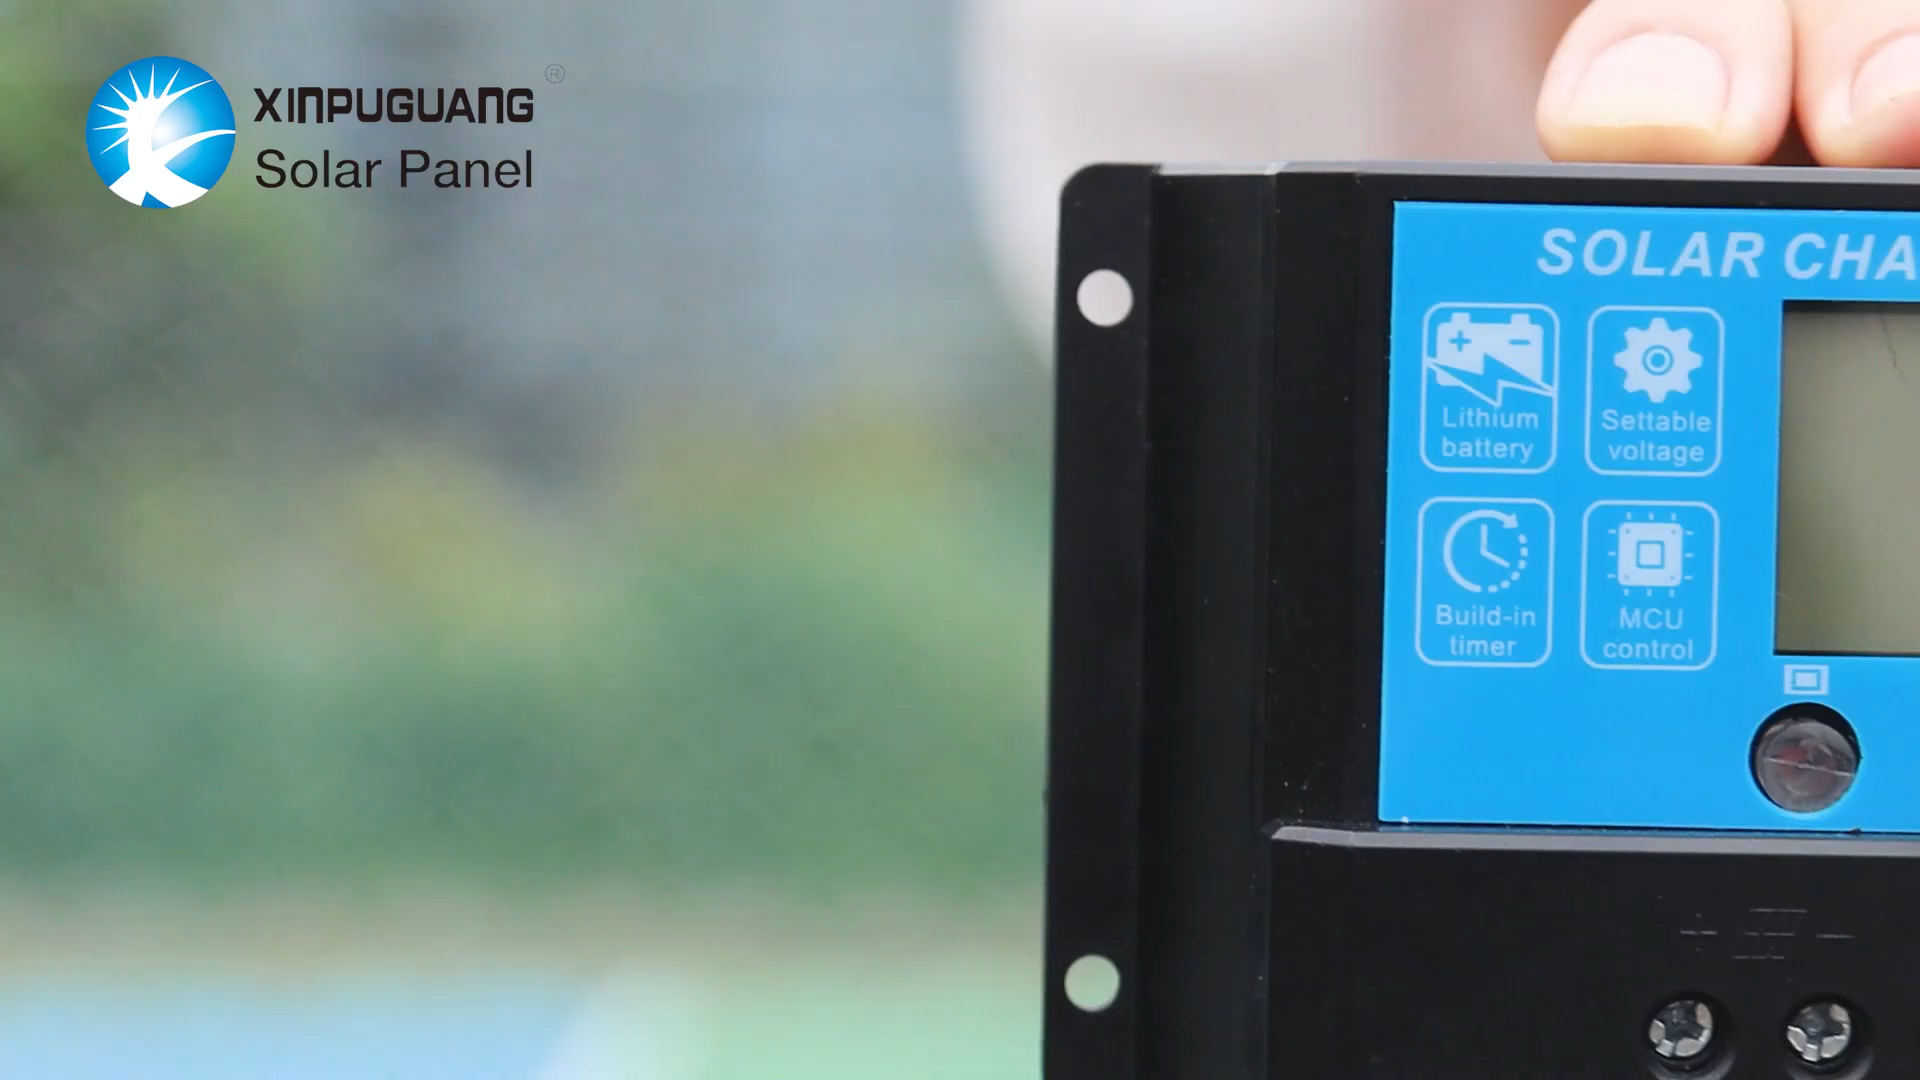 XINPUGUANG ®
Solar Panel
SOLAR CHA
Lithium
battery
Settable
voltage
Build-in
timer
MCU
control